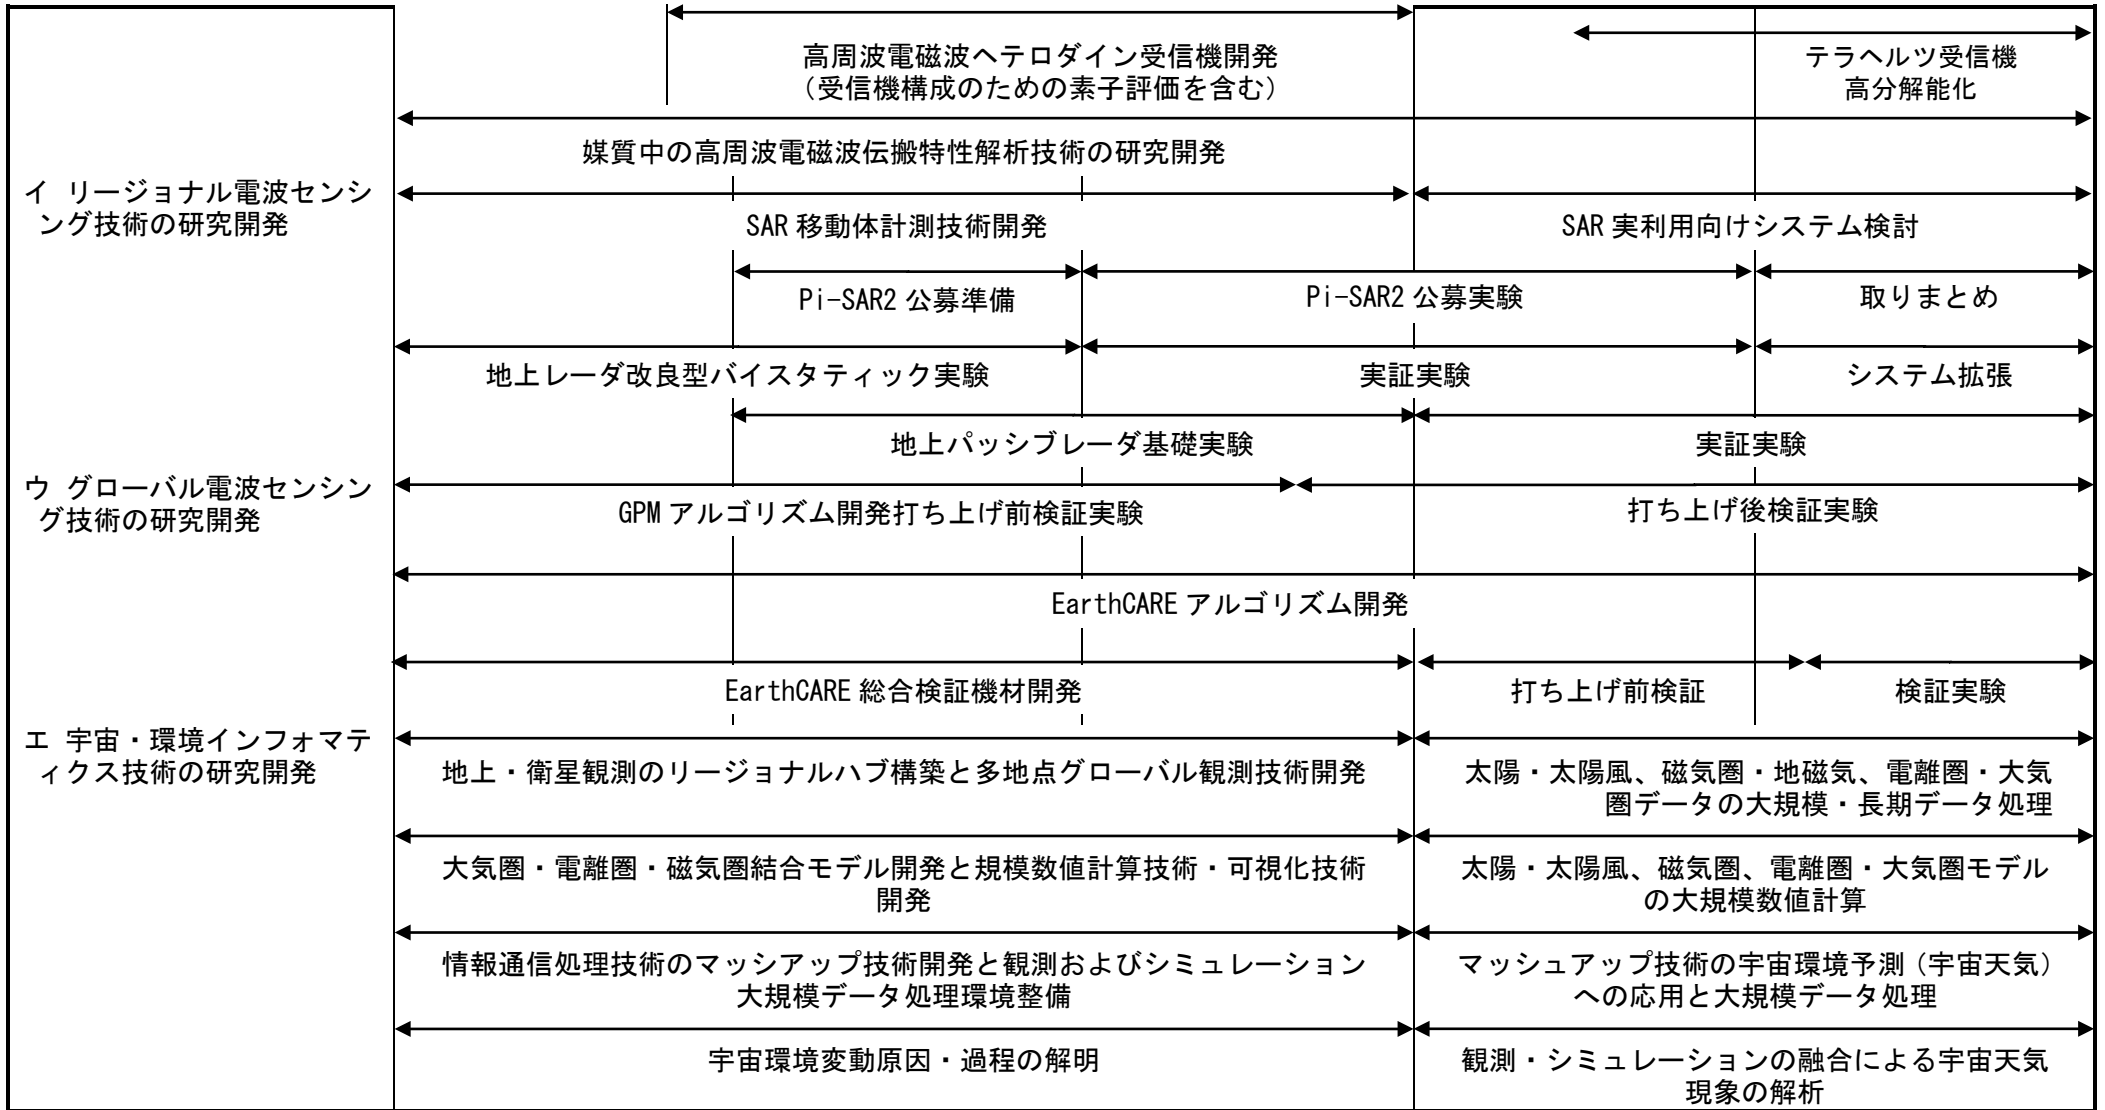 高周波電磁波ヘテロダイン受信機開発
（受信機構成のための素子評価を含む）
テラヘルツ受信機
高分解能化
媒質中の高周波電磁波伝搬特性解析技術の研究開発
イ リージョナル電波センシ
ング技術の研究開発
SAR 移動体計測技術開発
SAR 実利用向けシステム検討
Pi-SAR2 公募準備
Pi-SAR2 公募実験
取りまとめ
地上レーダ改良型バイスタティック実験
実証実験
システム拡張
地上パッシブレーダ基礎実験
実証実験
ウ グローバル電波センシン
グ技術の研究開発
GPM アルゴリズム開発打ち上げ前検証実験
打ち上げ後検証実験
EarthCARE アルゴリズム開発
EarthCARE 総合検証機材開発
打ち上げ前検証
検証実験
エ 宇宙・環境インフォマテ
ィクス技術の研究開発
地上・衛星観測のリージョナルハブ構築と多地点グローバル観測技術開発
太陽・太陽風、磁気圏・地磁気、電離圏・大気
圏データの大規模・長期データ処理
大気圏・電離圏・磁気圏結合モデル開発と規模数値計算技術・可視化技術
開発
太陽・太陽風、磁気圏、電離圏・大気圏モデル
の大規模数値計算
情報通信処理技術のマッシアップ技術開発と観測およびシミュレーション
大規模データ処理環境整備
マッシュアップ技術の宇宙環境予測（宇宙天気）
への応用と大規模データ処理
宇宙環境変動原因・過程の解明
観測・シミュレーションの融合による宇宙天気
現象の解析